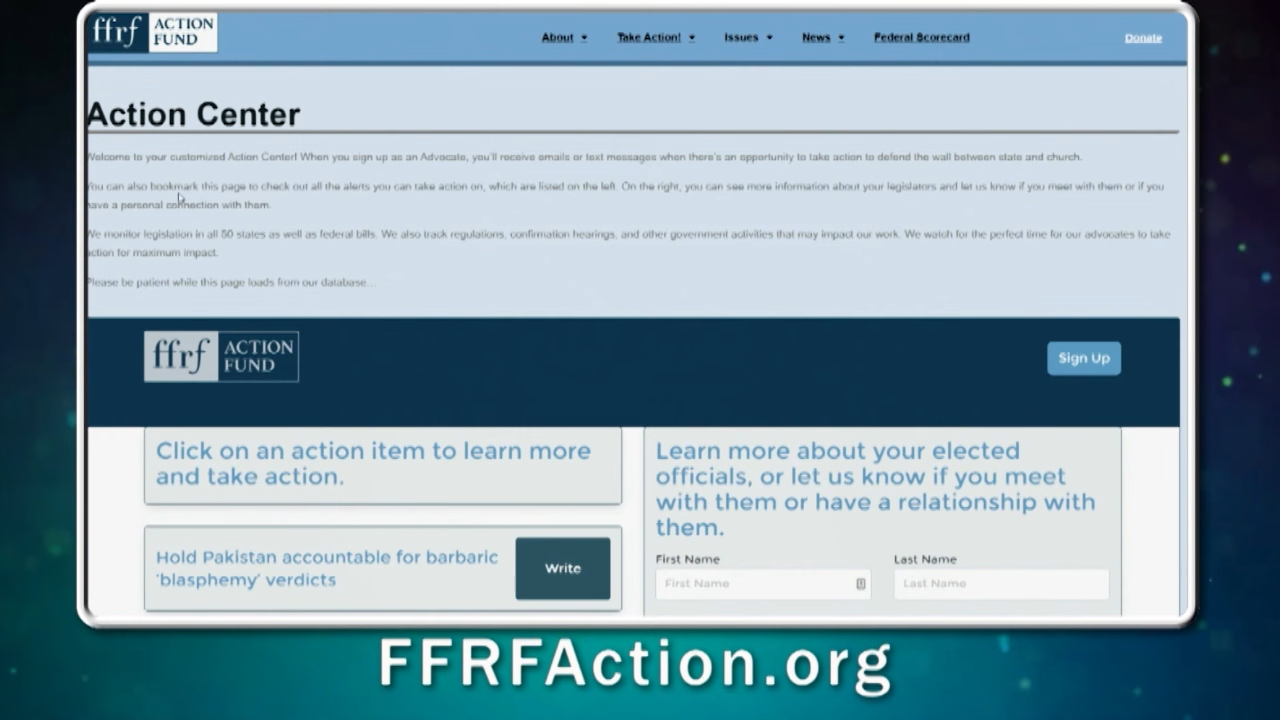 ffrf ACTION FUND
About Take Action! Issues News Federal Scorecard Donate
Action Center
Welcome to your customized Action Center! When you sign up as an Advocate, you'll receive emails or text messages when there's an opportunity to take action to defend the wall between state and church.
You can also bookmark this page to check out all the alerts you can take action on, which are listed on the left. On the right, you can see more information about your legislators and let us know if you meet with them or if you
have a personal connection with them.
We monitor legislation in all 50 states as well as federal bills. We also track regulations, confirmation hearings, and other government activities that may impact our work. We watch for the perfect time for our advocates to take
action for maximum impact.
Please be patient while this page loads from our database...
ffrf ACTION FUND
Sign Up
Click on an action item to learn more
and take action.
Hold Pakistan accountable for barbaric
'blasphemy' verdicts
Write
Learn more about your elected
officials, or let us know if you meet
with them or have a relationship with
them.
First Name Last Name
First Name Last Name
FFRFAction.org